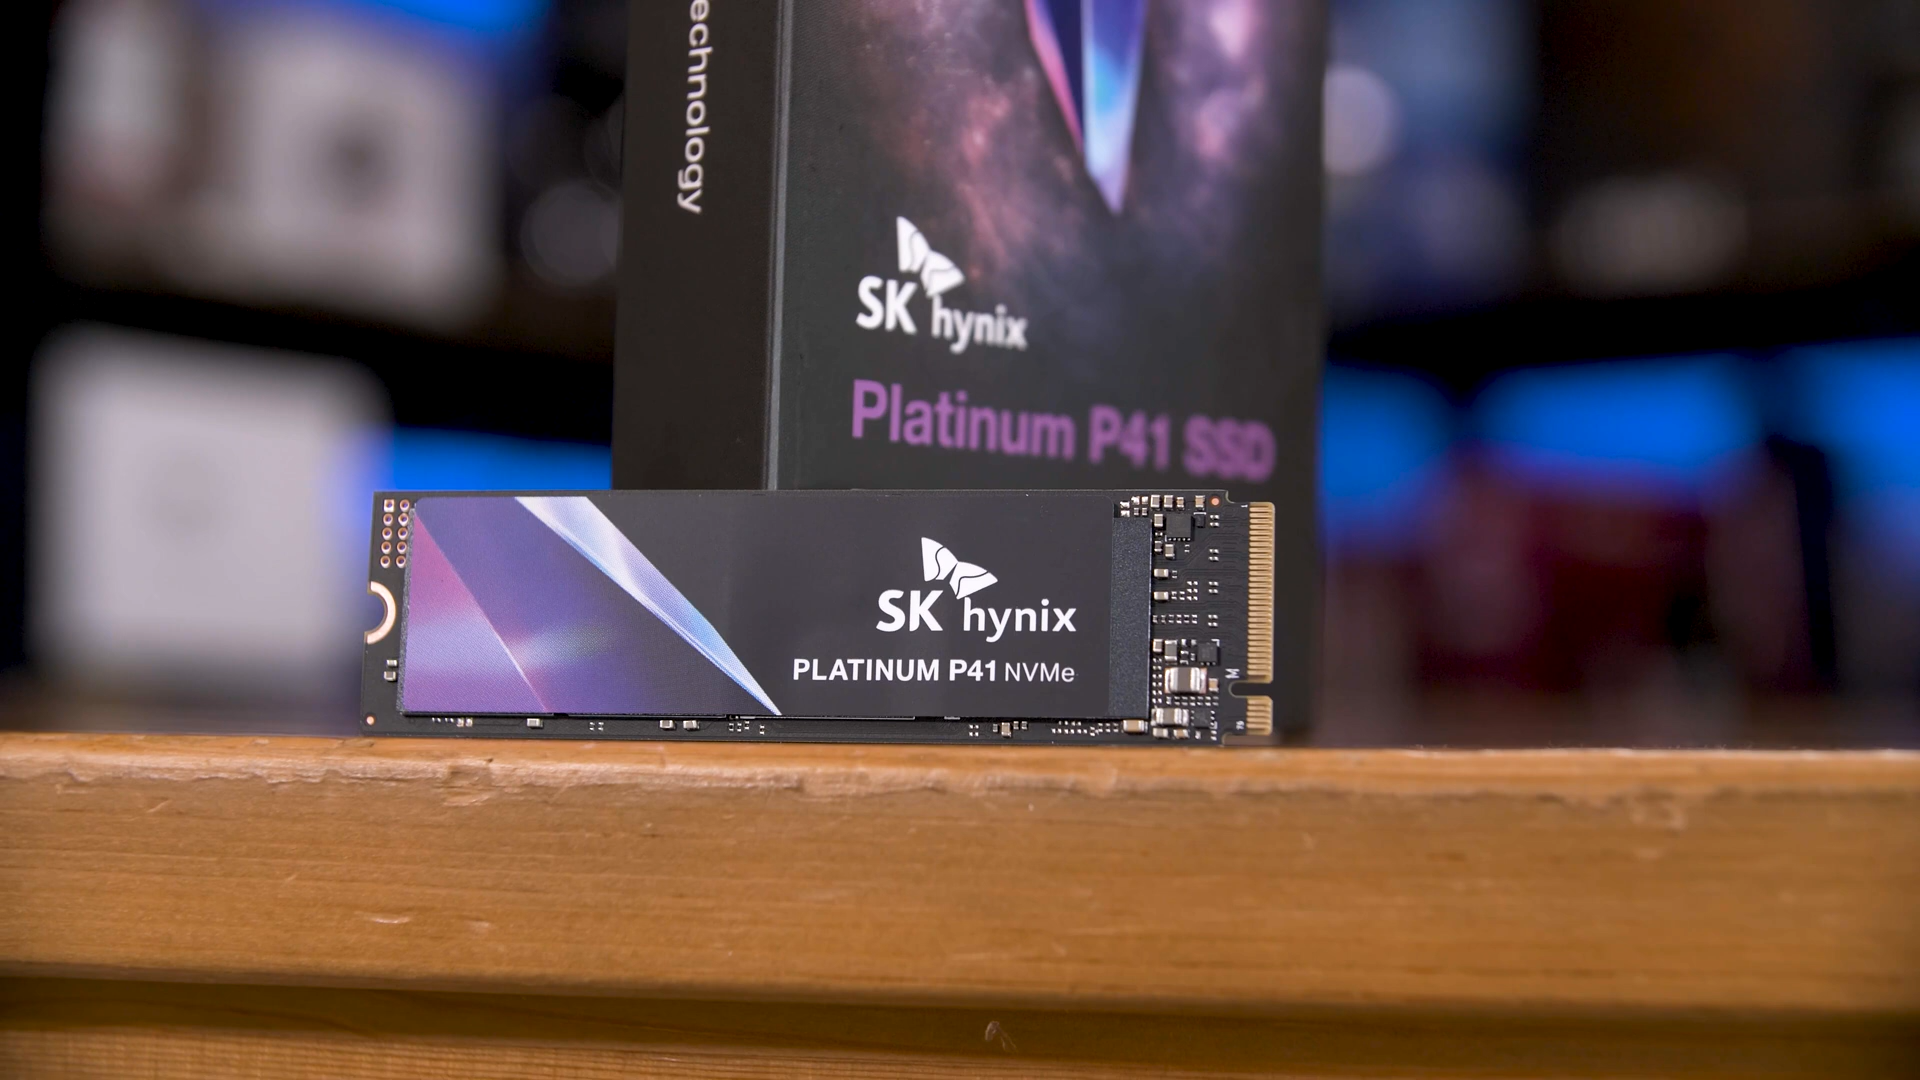 echnology
SK hynix
Platinum P41 SSD
SK hynix
PLATINUM P41 NVMe
M